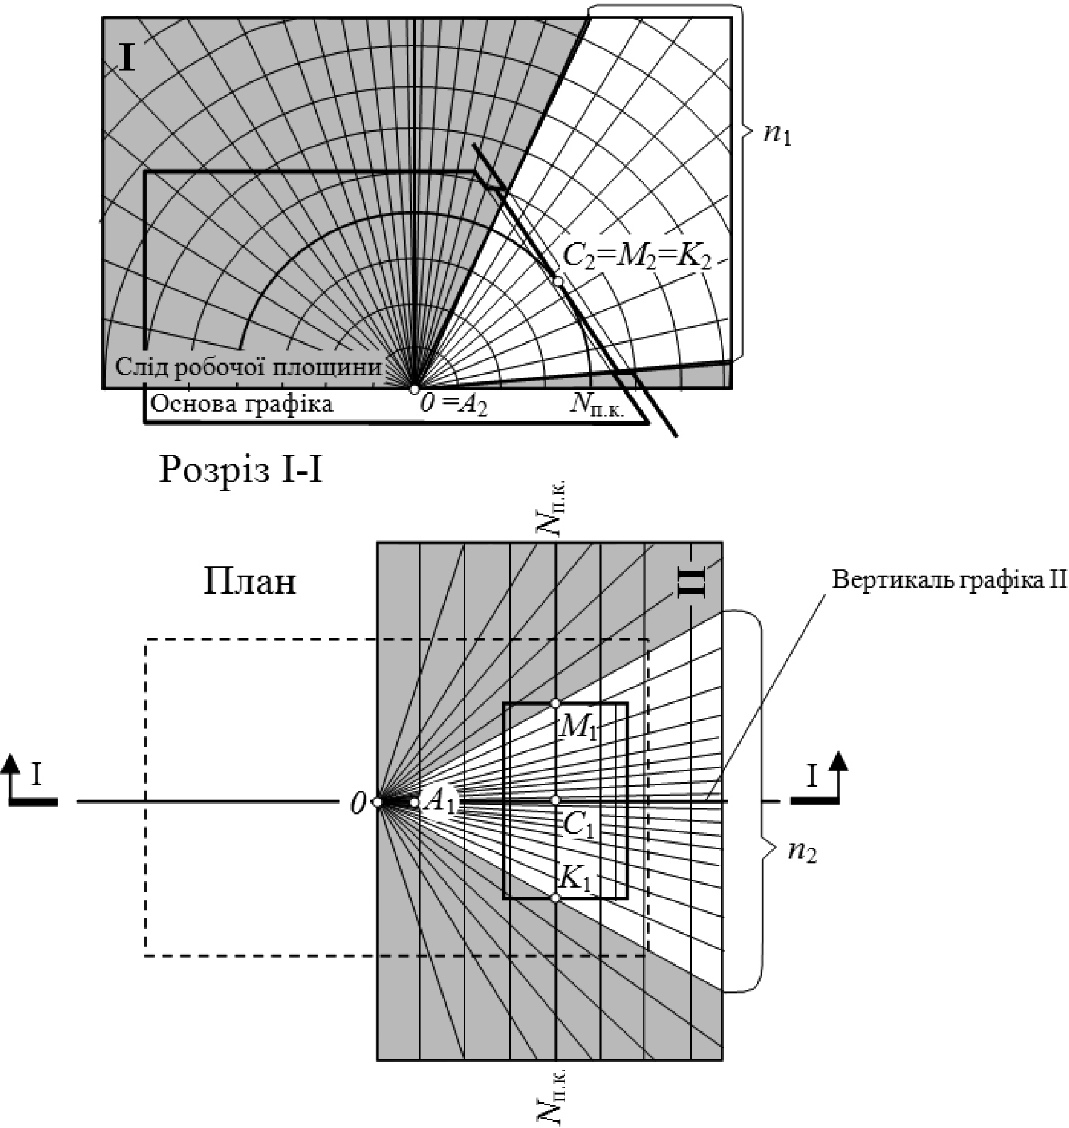 I
n1
C2=M2=K2
Слід робочої площини
Основа графіка
0 =A2
Nп.к.
Розріз I-I
Nп.к.
План
II
Вертикаль графіка II
M1
I
I
0
A1
C1
n2
K1
Nп.к.